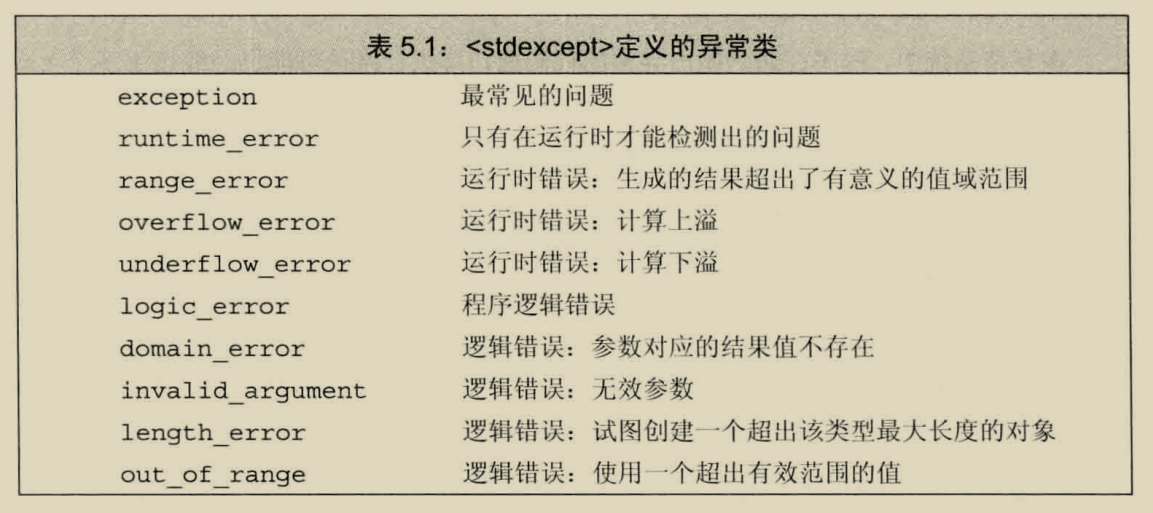 表 5.1：<stdexcept>定义的异常类
exception 最常见的问题
runtime_error 只有在运行时才能检测出的问题
range_error 运行时错误：生成的结果超出了有意义的值域范围
overflow_error 运行时错误：计算上溢
underflow_error 运行时错误：计算下溢
logic_error 程序逻辑错误
domain_error 逻辑错误：参数对应的结果值不存在
invalid_argument 逻辑错误：无效参数
length_error 逻辑错误：试图创建一个超出该类型最大长度的对象
out_of_range 逻辑错误：使用一个超出有效范围的值